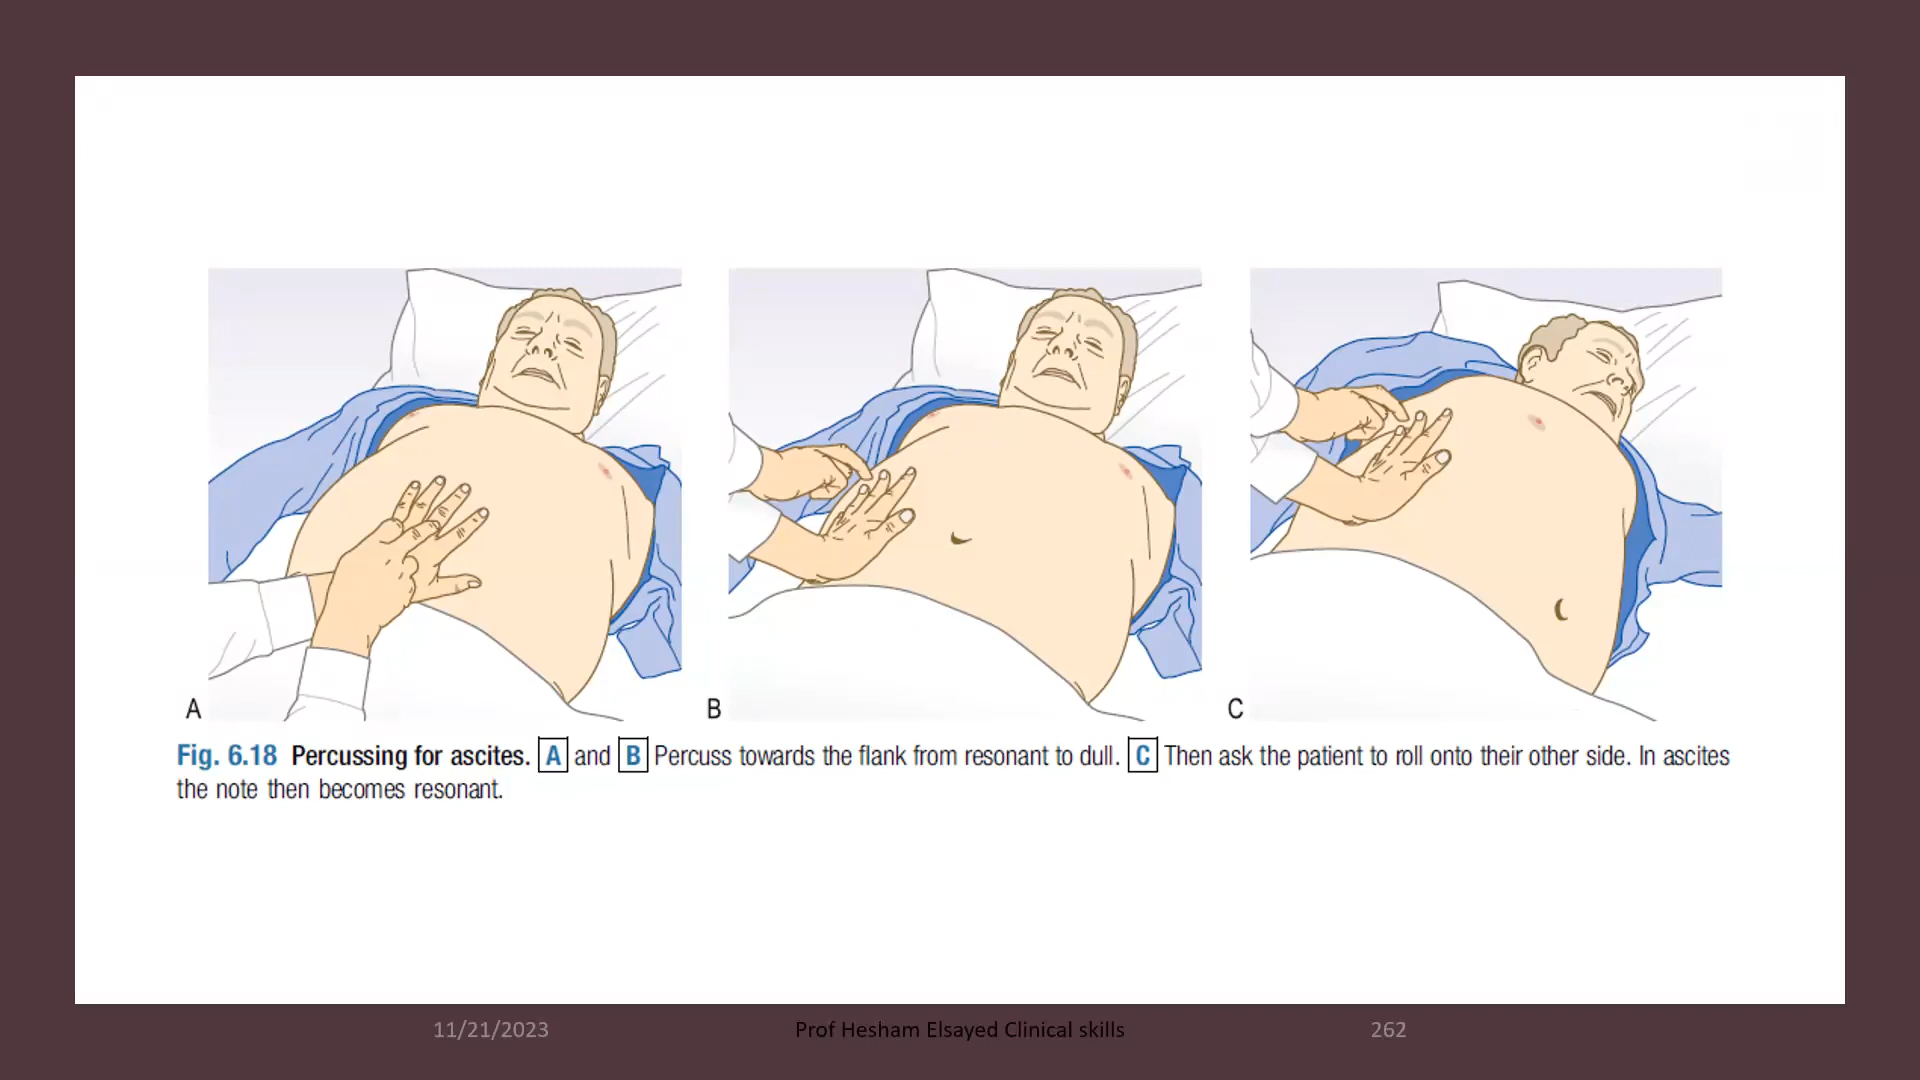 A
B
C
Fig. 6.18 Percussing for ascites. A and B Percuss towards the flank from resonant to dull. C Then ask the patient to roll onto their other side. In ascites
the note then becomes resonant.
11/21/2023
Prof Hesham Elsayed Clinical skills
262